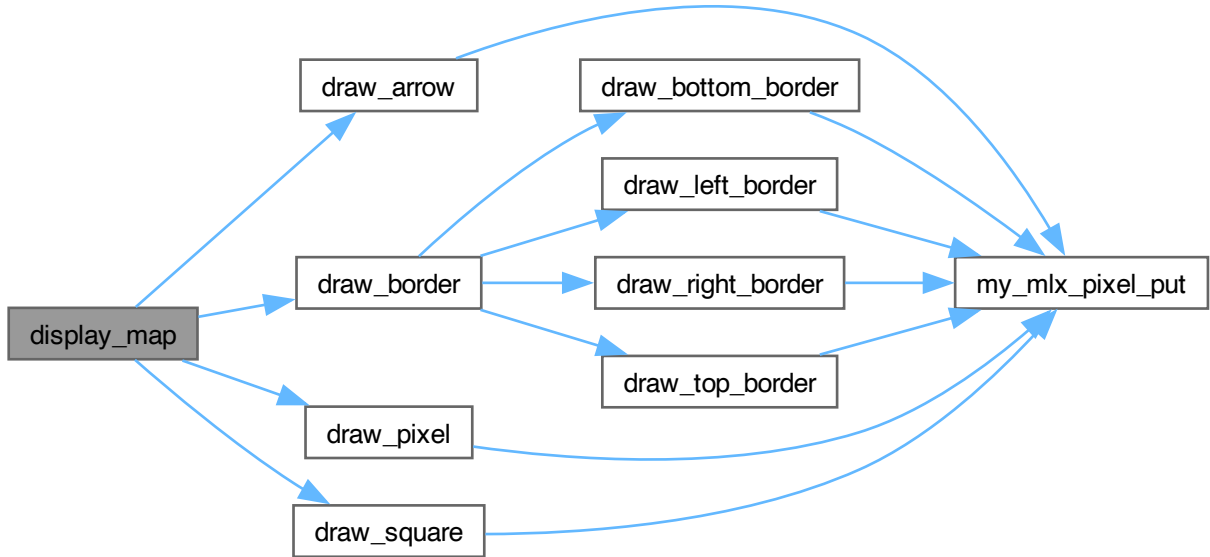 display_map
draw_arrow
draw_border
draw_pixel
draw_square
draw_bottom_border
draw_left_border
draw_right_border
draw_top_border
my_mlx_pixel_put